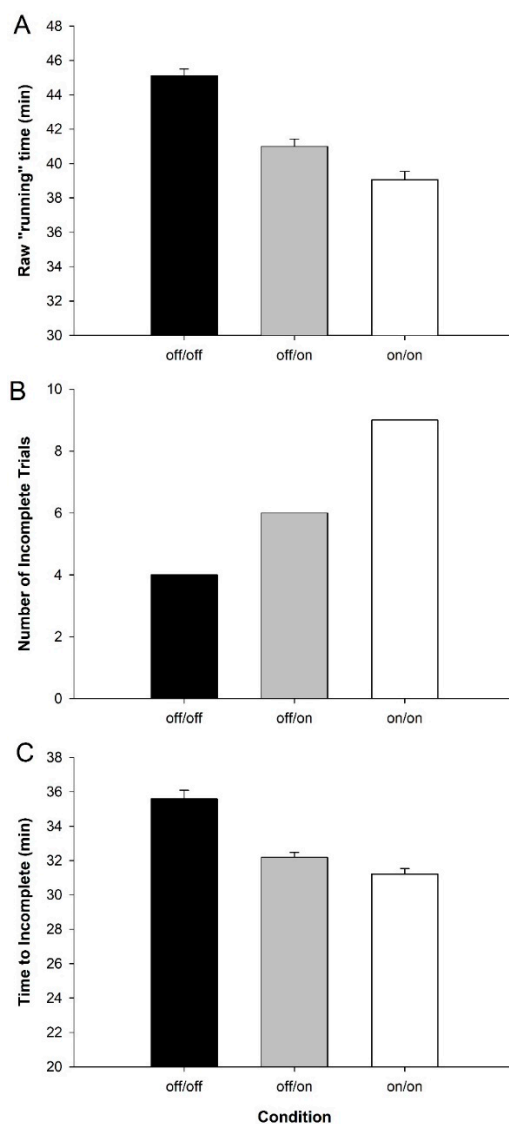 A
Raw "running" time (min)
48
46
44
42
40
38
36
34
32
30
off/off
off/on
on/on
B
Number of Incomplete Trials
10
8
6
4
2
0
off/off
off/on
on/on
C
Time to Incomplete (min)
38
36
34
32
30
28
26
24
22
20
off/off
off/on
on/on
Condition